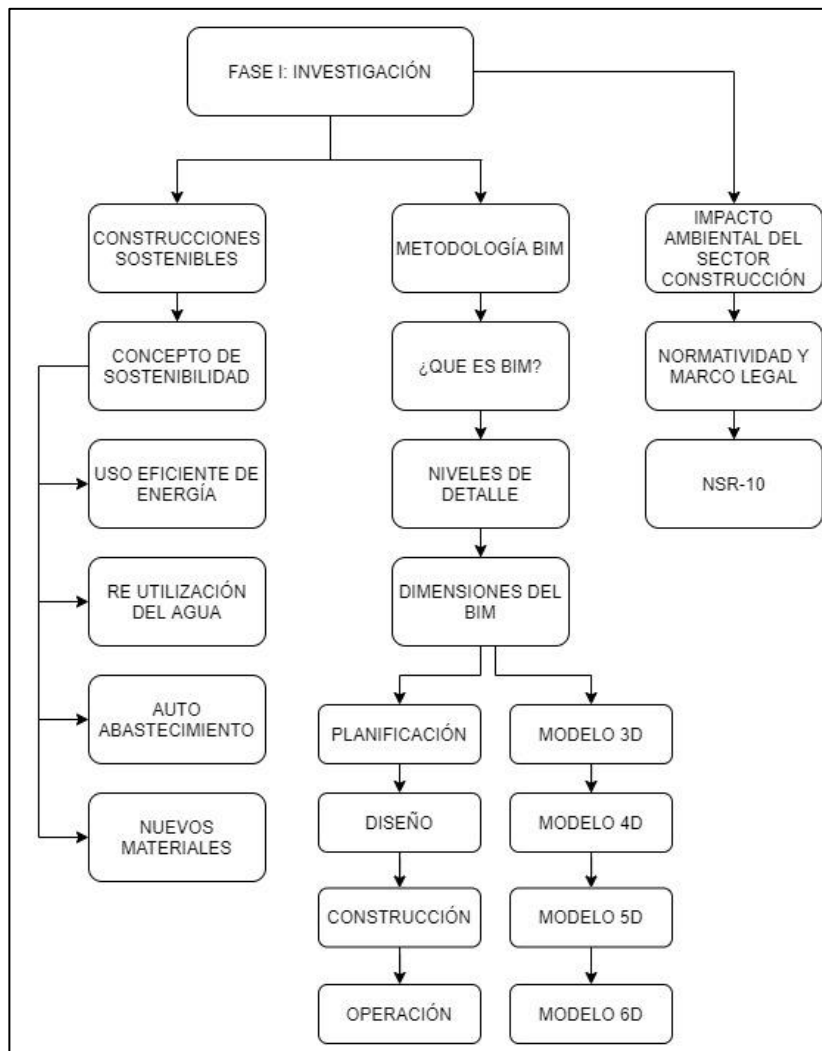 FASE I: INVESTIGACIÓN
CONSTRUCCIONES
SOSTENIBLES
METODOLOGÍA BIM
IMPACTO
AMBIENTAL DEL
SECTOR
CONSTRUCCIÓN
CONCEPTO DE
SOSTENIBILIDAD
¿QUE ES BIM?
NORMATIVIDAD Y
MARCO LEGAL
USO EFICIENTE DE
ENERGÍA
NIVELES DE
DETALLE
NSR-10
RE UTILIZACIÓN
DEL AGUA
DIMENSIONES DEL
BIM
AUTO
ABASTECIMIENTO
PLANIFICACIÓN
MODELO 3D
NUEVOS
MATERIALES
DISEÑO
MODELO 4D
CONSTRUCCIÓN
MODELO 5D
OPERACIÓN
MODELO 6D